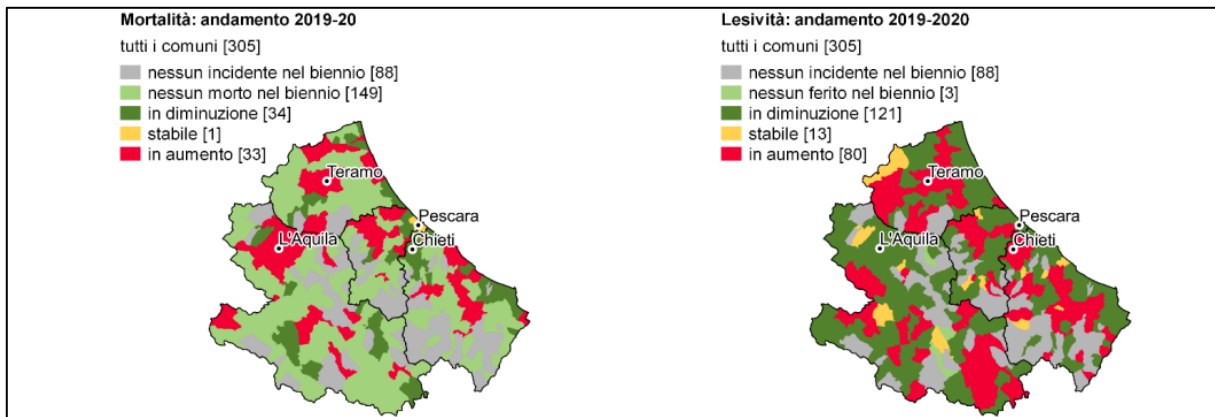 Mortalità: andamento 2019-20
tutti i comuni [305]
nessun incidente nel biennio [88]
nessun morto nel biennio [149]
in diminuzione [34]
stabile [1]
in aumento [33]
Teramo
Pescara
L'Aquila
Chieti
Lesività: andamento 2019-2020
tutti i comuni [305]
nessun incidente nel biennio [88]
nessun ferito nel biennio [3]
in diminuzione [121]
stabile [13]
in aumento [80]
Teramo
Pescara
L'Aquila
Chieti